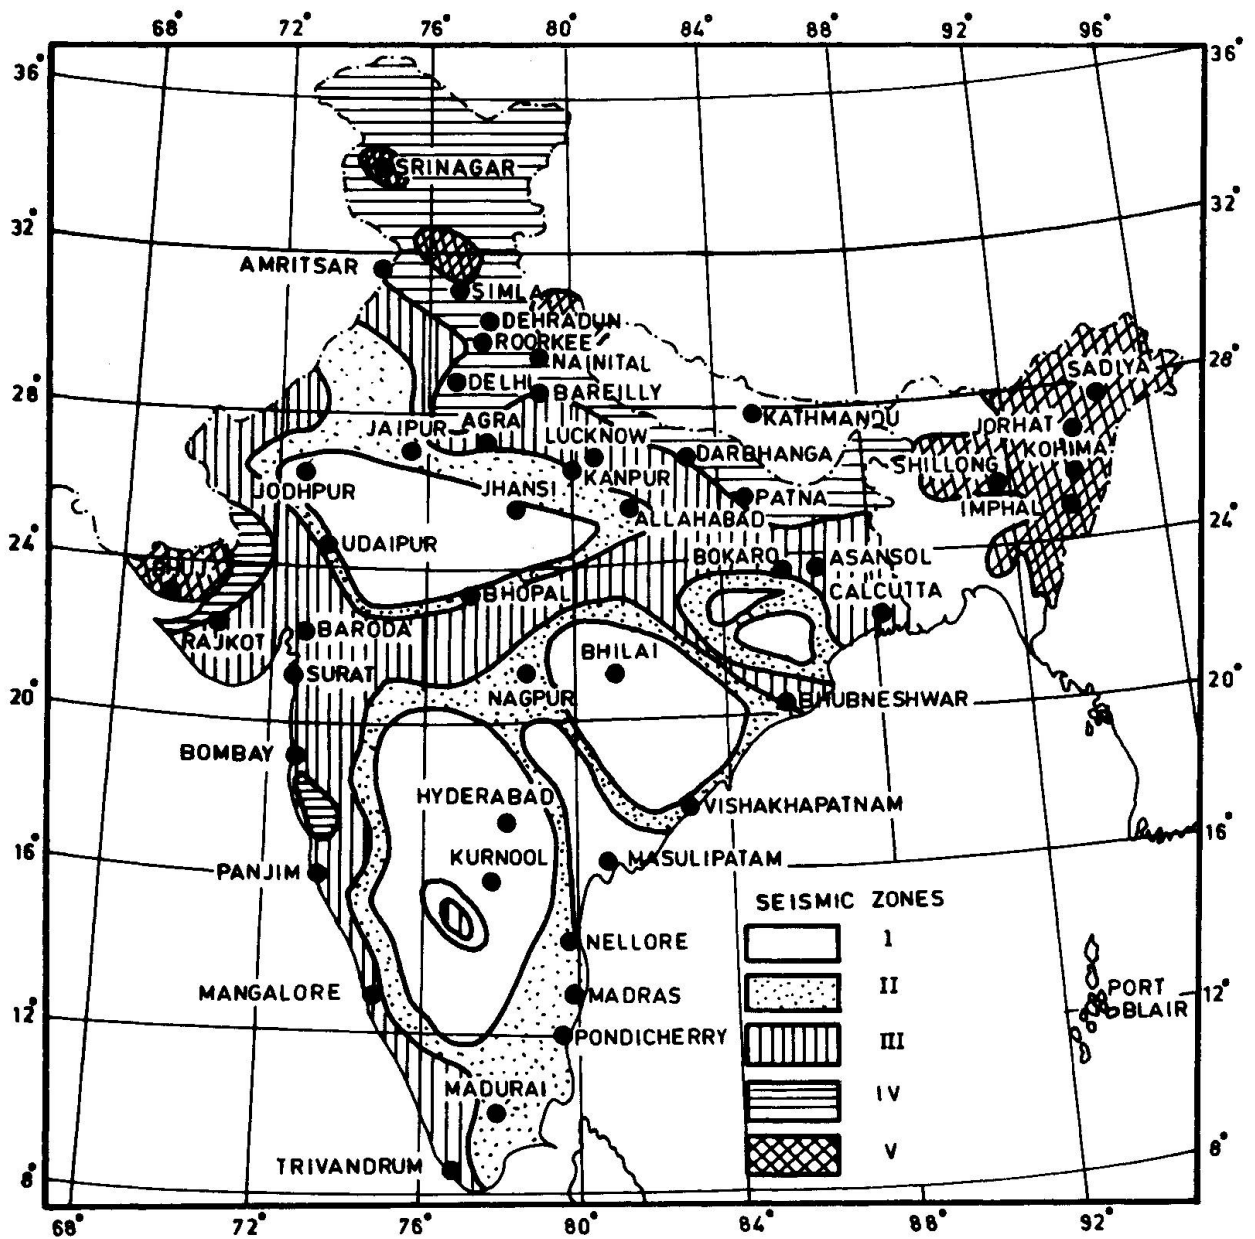 68° 72° 76° 80° 84° 88° 92° 96°
36° 36°
SRINAGAR
32° 32°
AMRITSAR
SIMLA
DEHRADUN
ROORKEE
NAINITAL
28° 28°
SADIYA
DELHI
BAREILLY
KATHMANDU
JAIPUR AGRA
LUCKNOW
JORHAT
KOHIMA
DARBHANGA
SHILLONG
KANPUR
JODHPUR
JHANSI
PATNA
IMPHAL
ALLAHABAD
24° 24°
UDAIPUR
BOKARO
ASANSOL
BHOPAL
CALCUTTA
RAJKOT
BARODA
BHILAI
SURAT
20° 20°
NAGPUR
BHUBNESHWAR
BOMBAY
HYDERABAD
VISHAKHAPATNAM
16° 16°
KURNOOL
MASULIPATAM
PANJIM
SEISMIC ZONES
I
NELLORE
II
MANGALORE
MADRAS
PORT
BLAIR
12° 12°
PONDICHERRY
III
MADURAI
IV
V
TRIVANDRUM
8° 8°
68° 72° 76° 80° 84° 88° 92°